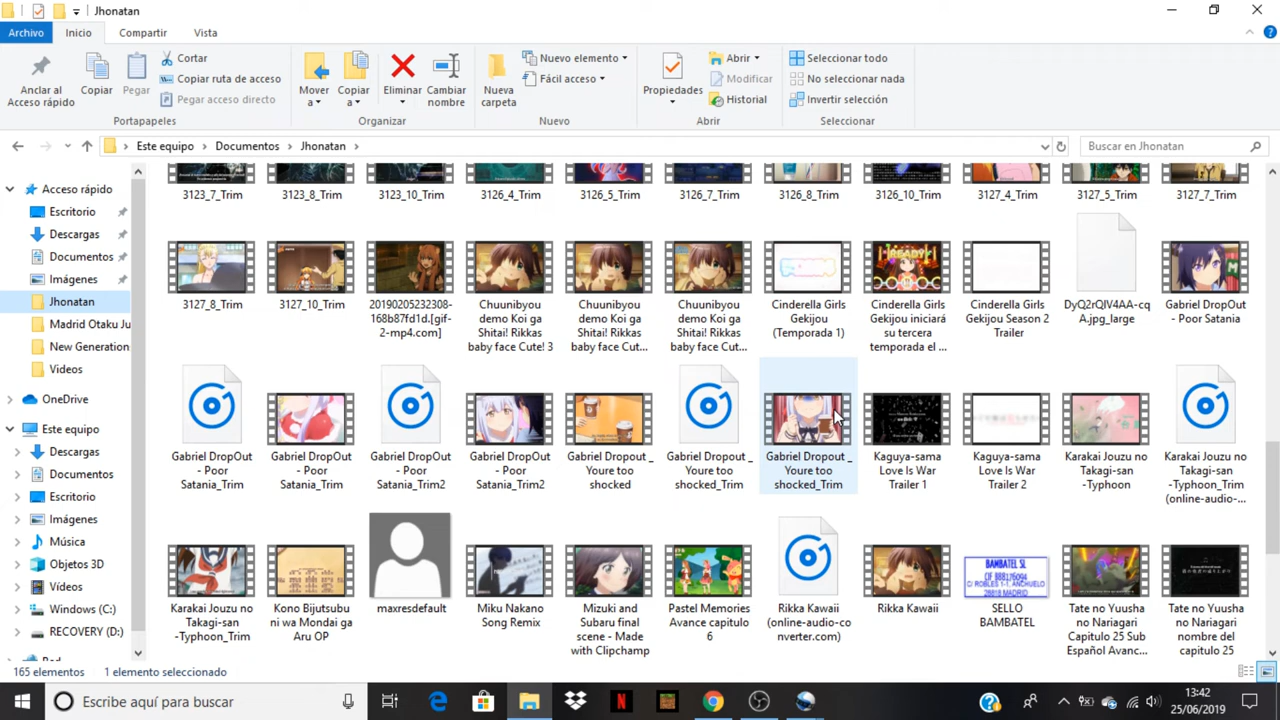 Jhonatan
Archivo Inicio Compartir Vista
Anclar al
Acceso rápido
Copiar
Pegar
Cortar
Copiar ruta de acceso
Pegar acceso directo
Portapapeles
Mover
a
Copiar
a
Eliminar
Cambiar
nombre
Organizar
Nueva
carpeta
Nuevo elemento
Fácil acceso
Nuevo
Propiedades
Abrir
Modificar
Historial
Abrir
Seleccionar todo
No seleccionar nada
Invertir selección
Seleccionar
Este equipo > Documentos > Jhonatan >
Buscar en Jhonatan
Acceso rápido
Escritorio
Descargas
Documentos
Imágenes
Jhonatan
Madrid Otaku Ju
New Generation
Videos
OneDrive
Este equipo
Descargas
Documentos
Escritorio
Imágenes
Música
Objetos 3D
Vídeos
Windows (C:)
RECOVERY (D:)
3123_7_Trim
3123_8_Trim
3123_10_Trim
3126_4_Trim
3126_5_Trim
3126_7_Trim
3126_8_Trim
3126_10_Trim
3127_4_Trim
3127_5_Trim
3127_7_Trim
3127_8_Trim
3127_10_Trim
20190205232308-
168b87fd1d.[gif-
2-mp4.com]
Chuunibyou
demo Koi ga
Shitai! Rikkas
baby face Cute! 3
Chuunibyou
demo Koi ga
Shitai! Rikkas
baby face Cut...
Chuunibyou
demo Koi ga
Shitai! Rikkas
baby face Cut...
Cinderella Girls
Gekijou
(Temporada 1)
READY!
Cinderella Girls
Gekijou iniciará
su tercera
temporada el ...
Cinderella Girls
Gekijou Season 2
Trailer
DyQ2rQIV4AA-cq
A.jpg_large
Gabriel DropOut
- Poor Satania
Gabriel DropOut
- Poor
Satania_Trim
Gabriel DropOut
- Poor
Satania_Trim
Gabriel DropOut
- Poor
Satania_Trim2
Gabriel DropOut
- Poor
Satania_Trim2
Gabriel Dropout _
Youre too
shocked
Gabriel Dropout _
Youre too
shocked_Trim
Gabriel Dropout _
Youre too
shocked_Trim
Kaguya-sama
Love Is War
Trailer 1
Kaguya-sama
Love Is War
Trailer 2
Karakai Jouzu no
Takagi-san
-Typhoon
Karakai Jouzu no
Takagi-san
-Typhoon_Trim
(online-audio-...
Karakai Jouzu no
Takagi-san
-Typhoon_Trim
Kono Bijutsubu
ni wa Mondai ga
Aru OP
maxresdefault
Miku Nakano
Song Remix
Mizuki and
Subaru final
scene - Made
with Clipchamp
Pastel Memories
Avance capitulo
6
Rikka Kawaii
(online-audio-co
nverter.com)
Rikka Kawaii
BAMBATEL SL
CIF B88126094
C/ ROBLES 1-1, ANCHUELO
28818 MADRID
SELLO
BAMBATEL
Tate no Yuusha
no Nariagari
Capitulo 25 Sub
Español Avanc...
Tate no Yuusha
no Nariagari
nombre del
capitulo 25
165 elementos 1 elemento seleccionado
Escribe aquí para buscar
13:42
25/06/2019